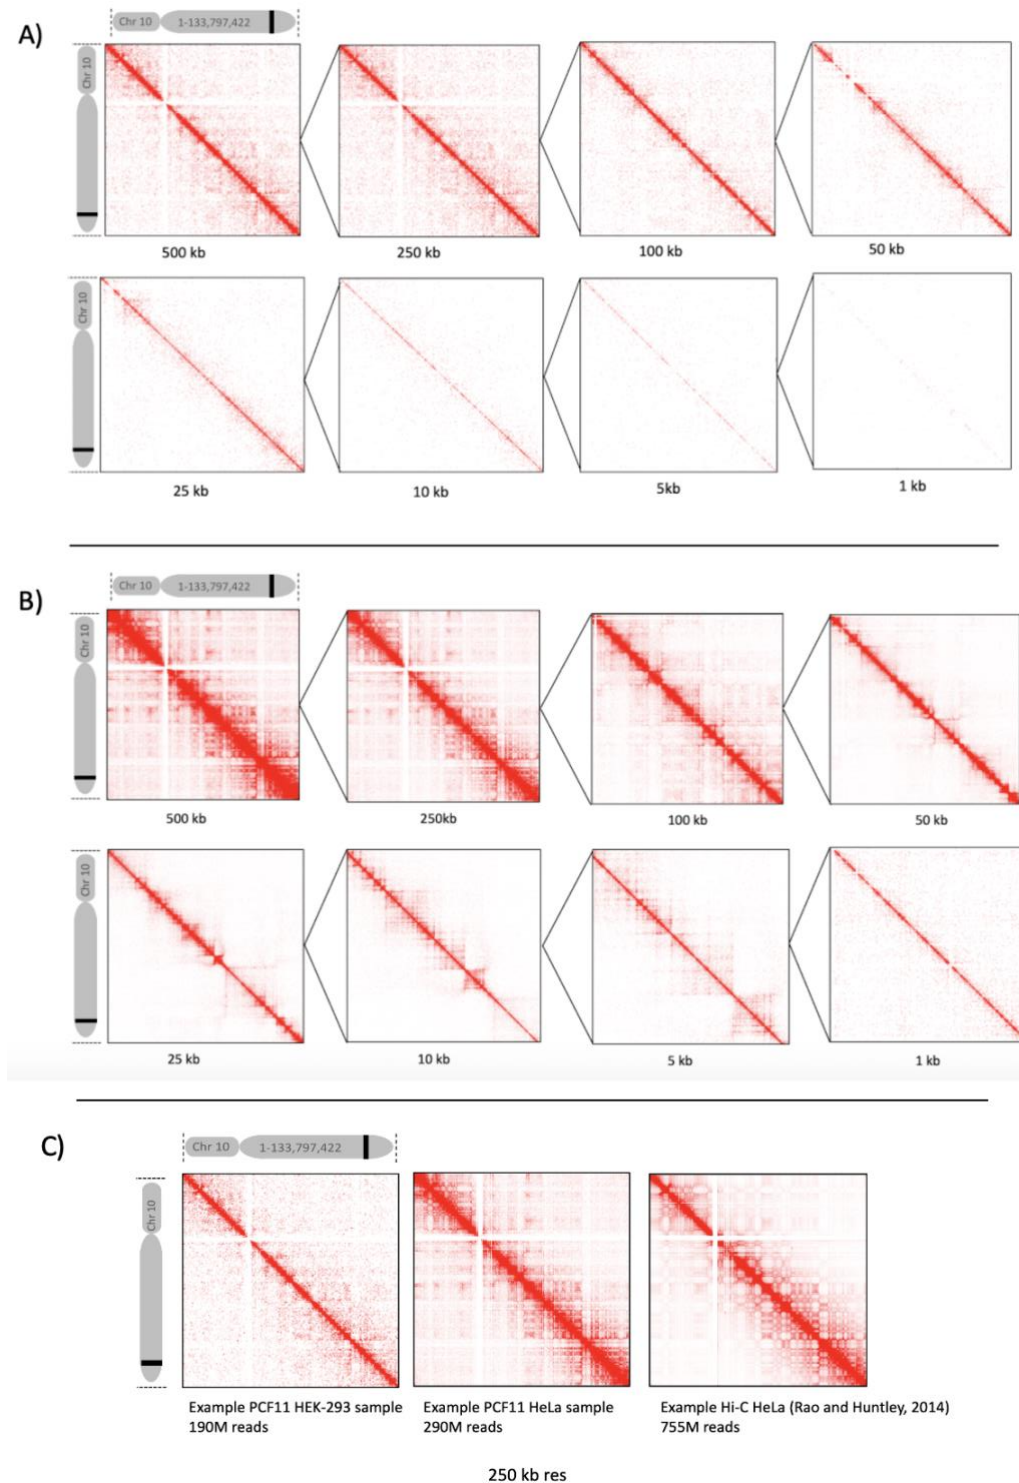 A)
Chr 10 1-133,797,422
Chr 10
500 kb
250 kb
100 kb
50 kb
Chr 10
25 kb
10 kb
5kb
1 kb
B)
Chr 10 1-133,797,422
Chr 10
500 kb
250kb
100 kb
50 kb
Chr 10
25 kb
10 kb
5 kb
1 kb
C)
Chr 10 1-133,797,422
Chr 10
Example PCF11 HEK-293 sample
190M reads
Example PCF11 HeLa sample
290M reads
Example Hi-C HeLa (Rao and Huntley, 2014)
755M reads
250 kb res